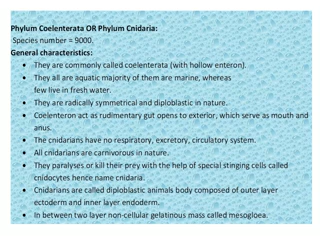 Phylum Coelenterata OR Phylum Cnidaria:
Species number = 9000.
General characteristics:
• They are commonly called coelenterata (with hollow enteron).
• They all are aquatic majority of them are marine, whereas
few live in fresh water.
• They are radically symmetrical and diploblastic in nature.
• Coelenteron act as rudimentary gut opens to exterior, which serve as mouth and
anus.
• The cnidarians have no respiratory, excretory, circulatory system.
• All cnidarians are carnivorous in nature.
• They paralyses or kill their prey with the help of special stinging cells called
cnidocytes hence name cnidaria.
• Cnidarians are called diploblastic animals body composed of outer layer
ectoderm and inner layer endoderm.
• In between two layer non-cellular gelatinous mass called mesogloea.